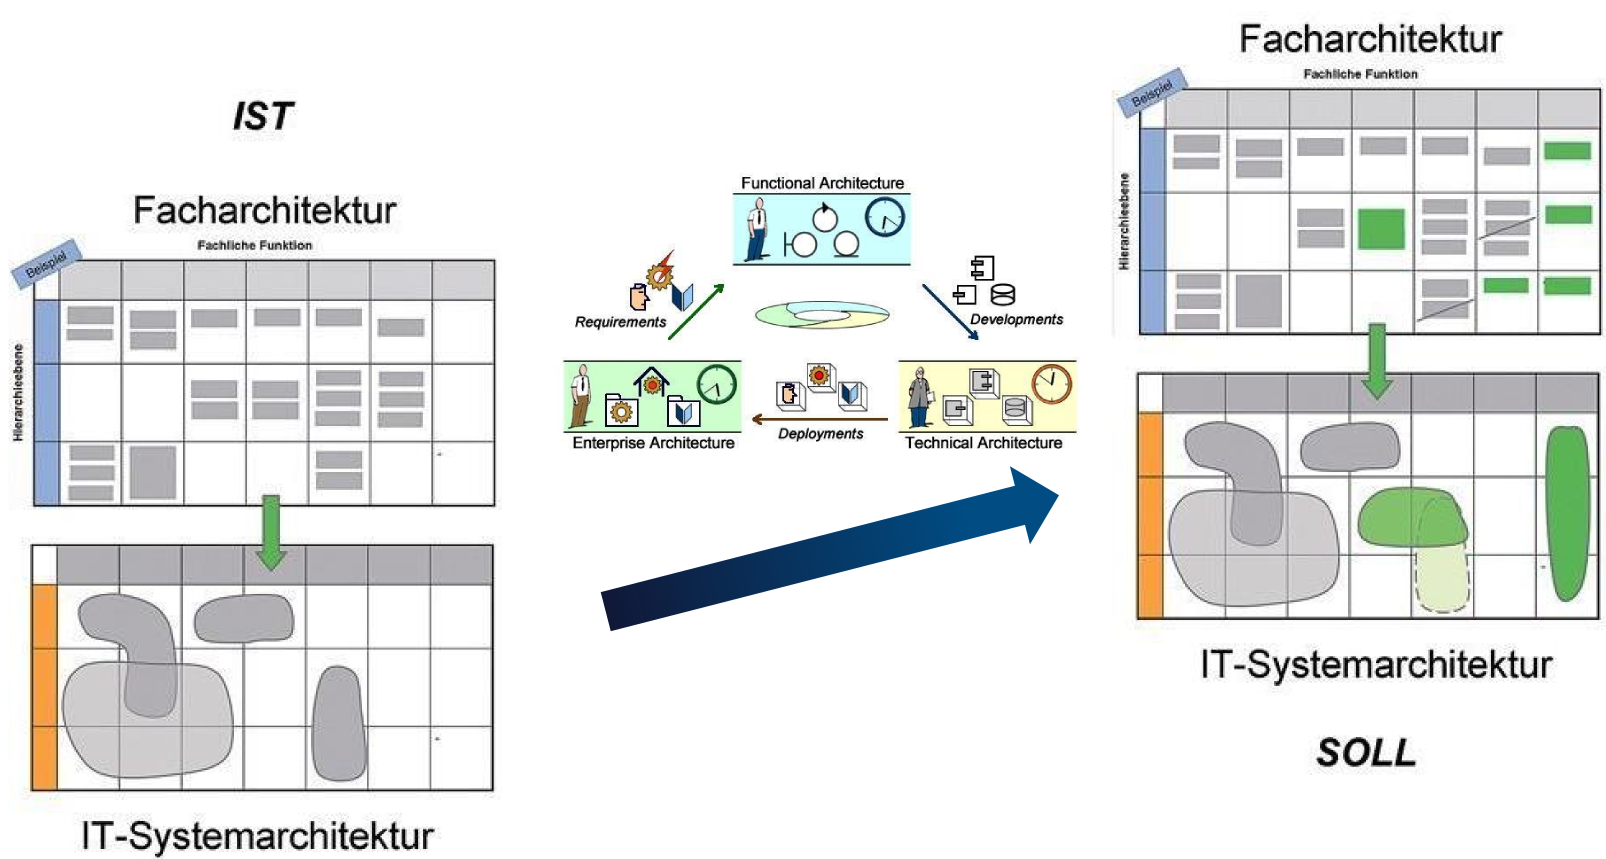 IST
Facharchitektur
Fachliche Funktion
Beispiel
Hierarchieebene
IT-Systemarchitektur
Functional Architecture
Requirements
Developments
Enterprise Architecture
Deployments
Technical Architecture
Facharchitektur
Fachliche Funktion
Beispiel
Hierarchieebene
IT-Systemarchitektur
SOLL